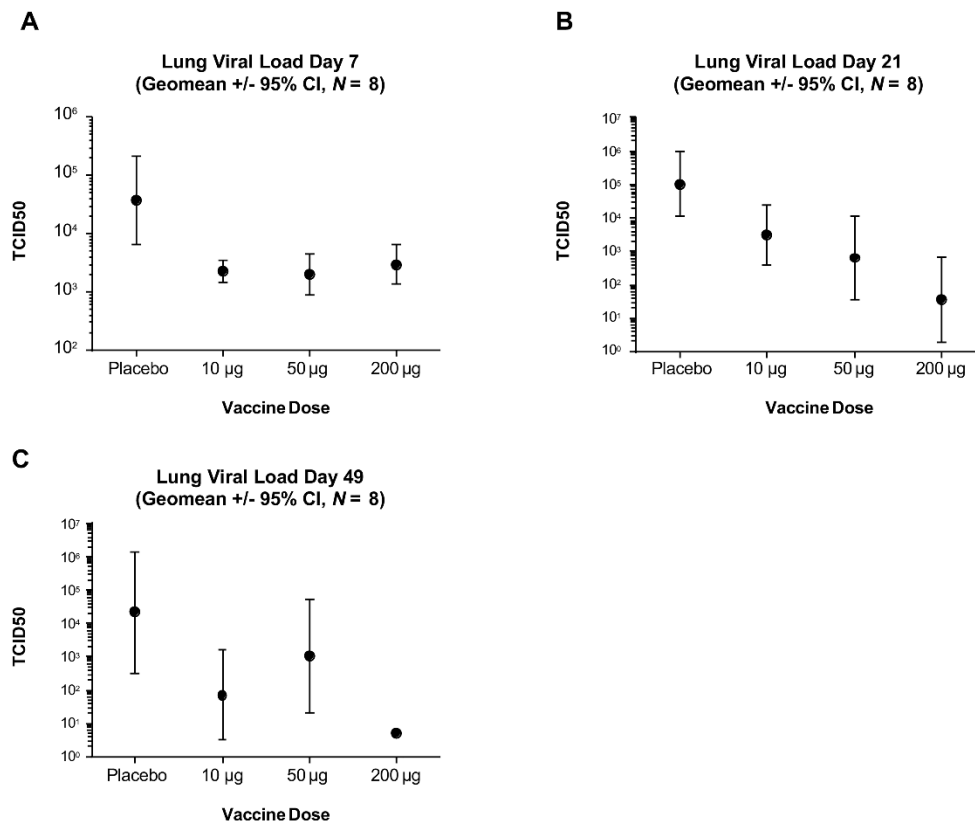 A
Lung Viral Load Day 7
(Geomean +/- 95% CI, N = 8)
10⁶
10⁵
10⁴
10³
10²
TCID50
Placebo 10 µg 50 µg 200 µg
Vaccine Dose
B
Lung Viral Load Day 21
(Geomean +/- 95% CI, N = 8)
10⁷
10⁶
10⁵
10⁴
10³
10²
10¹
10⁰
TCID50
Placebo 10 µg 50 µg 200 µg
Vaccine Dose
C
Lung Viral Load Day 49
(Geomean +/- 95% CI, N = 8)
10⁷
10⁶
10⁵
10⁴
10³
10²
10¹
10⁰
TCID50
Placebo 10 µg 50 µg 200 µg
Vaccine Dose